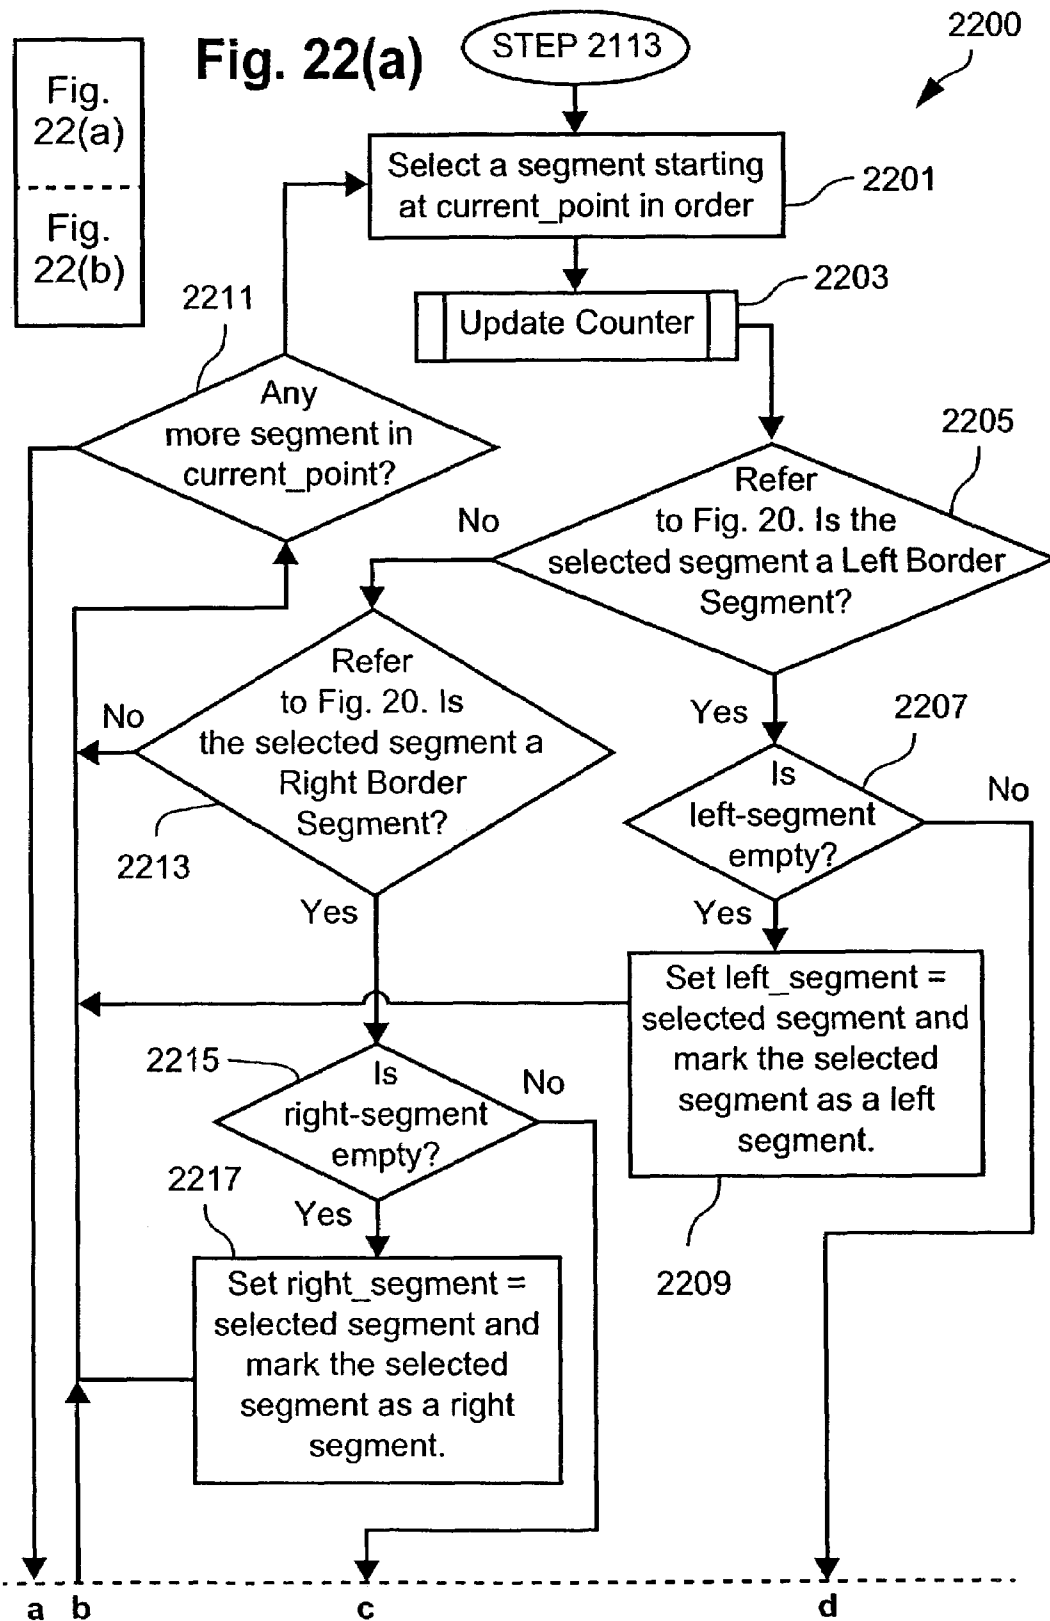 Fig. 22(a)
STEP 2113
2200
Fig.
22(a)
Fig.
22(b)
Select a segment starting
at current_point in order
2201
2203
Update Counter
2211
Any
more segment in
current_point?
2205
Refer
to Fig. 20. Is the
selected segment a Left Border
Segment?
No
Yes
Refer
to Fig. 20. Is
the selected segment a
Right Border
Segment?
No
2213
Yes
2207
Is
left-segment
empty?
No
Yes
Set left_segment =
selected segment and
mark the selected
segment as a left
segment.
2209
2215
Is
right-segment
empty?
No
Yes
2217
Set right_segment =
selected segment and
mark the selected
segment as a right
segment.
a b c d